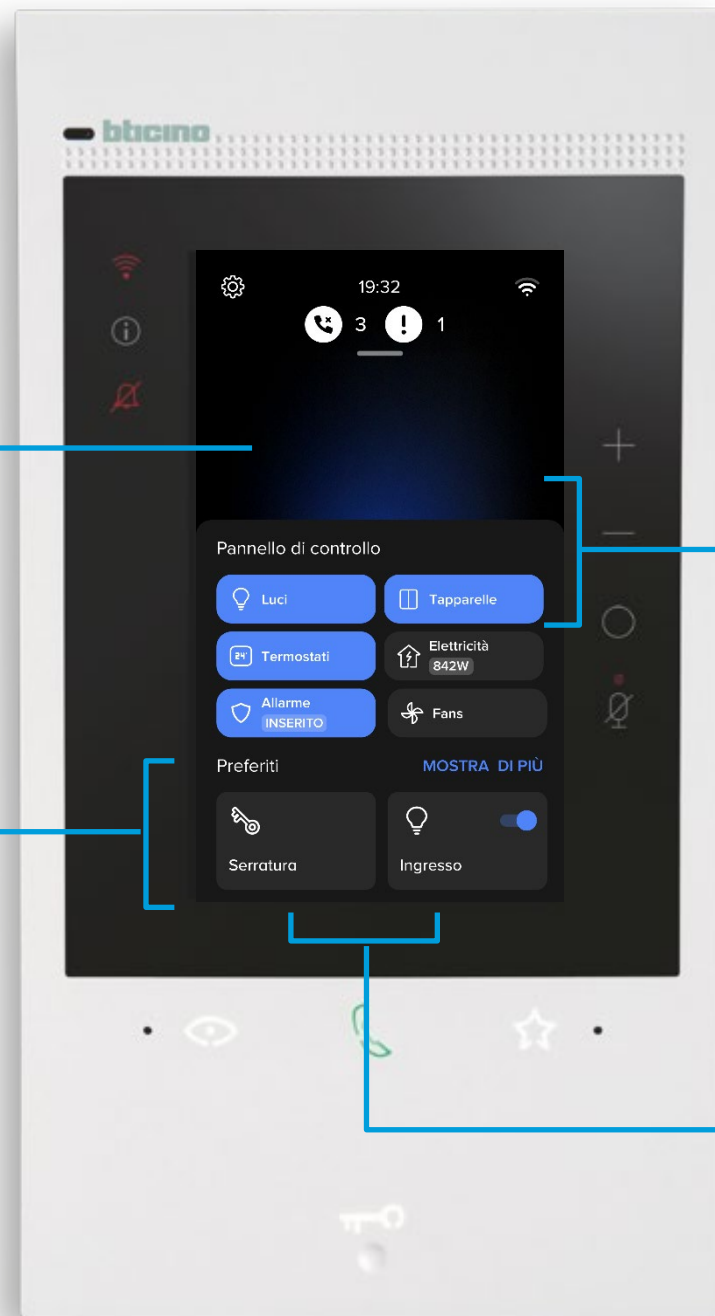 bticino
19:32
3 1
Pannello di controllo
Luci
Tapparelle
24°
Termostati
Elettricità
842W
Allarme
INSERITO
Fans
Preferiti
MOSTRA DI PIÙ
Serratura
Ingresso